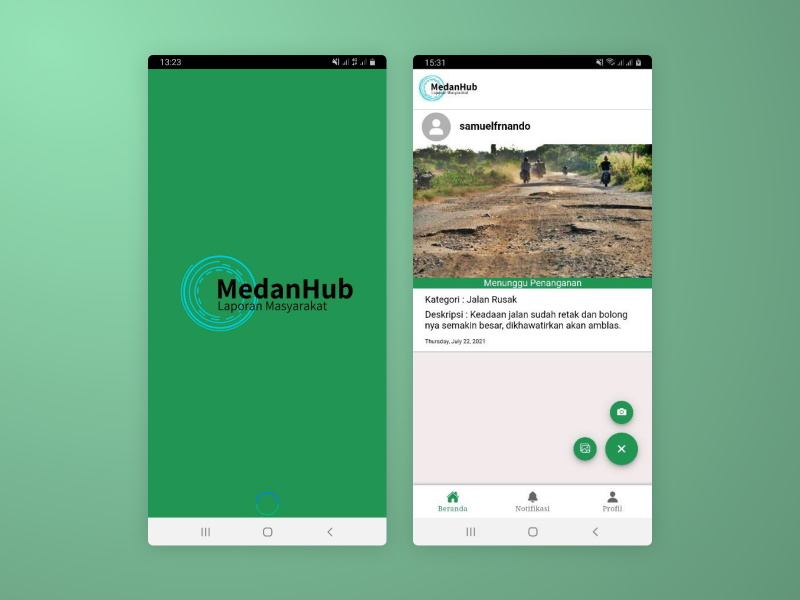 13:23
MedanHub
Laporan Masyarakat
15:31
MedanHub
Laporan Masyarakat
samuelfrnando
Menunggu Penanganan
Kategori : Jalan Rusak
Deskripsi : Keadaan jalan sudah retak dan bolong
nya semakin besar, dikhawatirkan akan amblas.
Thursday, July 22, 2021
Beranda
Notifikasi
Profil